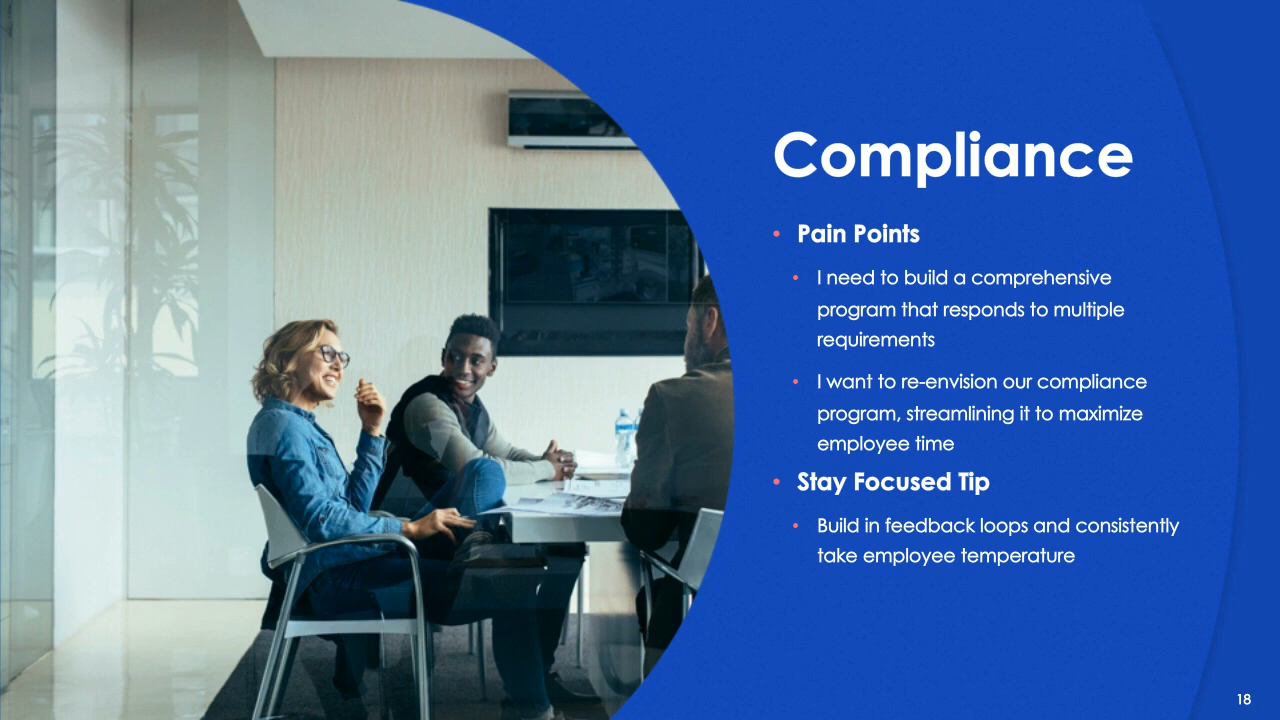 Compliance
• Pain Points
• I need to build a comprehensive
program that responds to multiple
requirements
• I want to re-envision our compliance
program, streamlining it to maximize
employee time
• Stay Focused Tip
• Build in feedback loops and consistently
take employee temperature
18